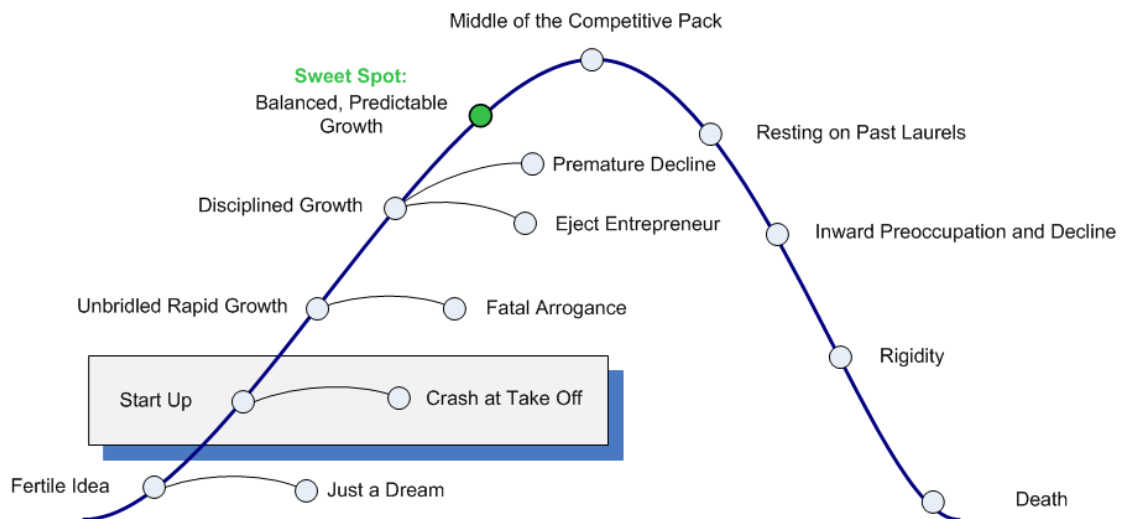 Middle of the Competitive Pack
Sweet Spot:
Balanced, Predictable
Growth
Resting on Past Laurels
Premature Decline
Disciplined Growth
Eject Entrepreneur
Inward Preoccupation and Decline
Unbridled Rapid Growth
Fatal Arrogance
Rigidity
Start Up
Crash at Take Off
Fertile Idea
Just a Dream
Death